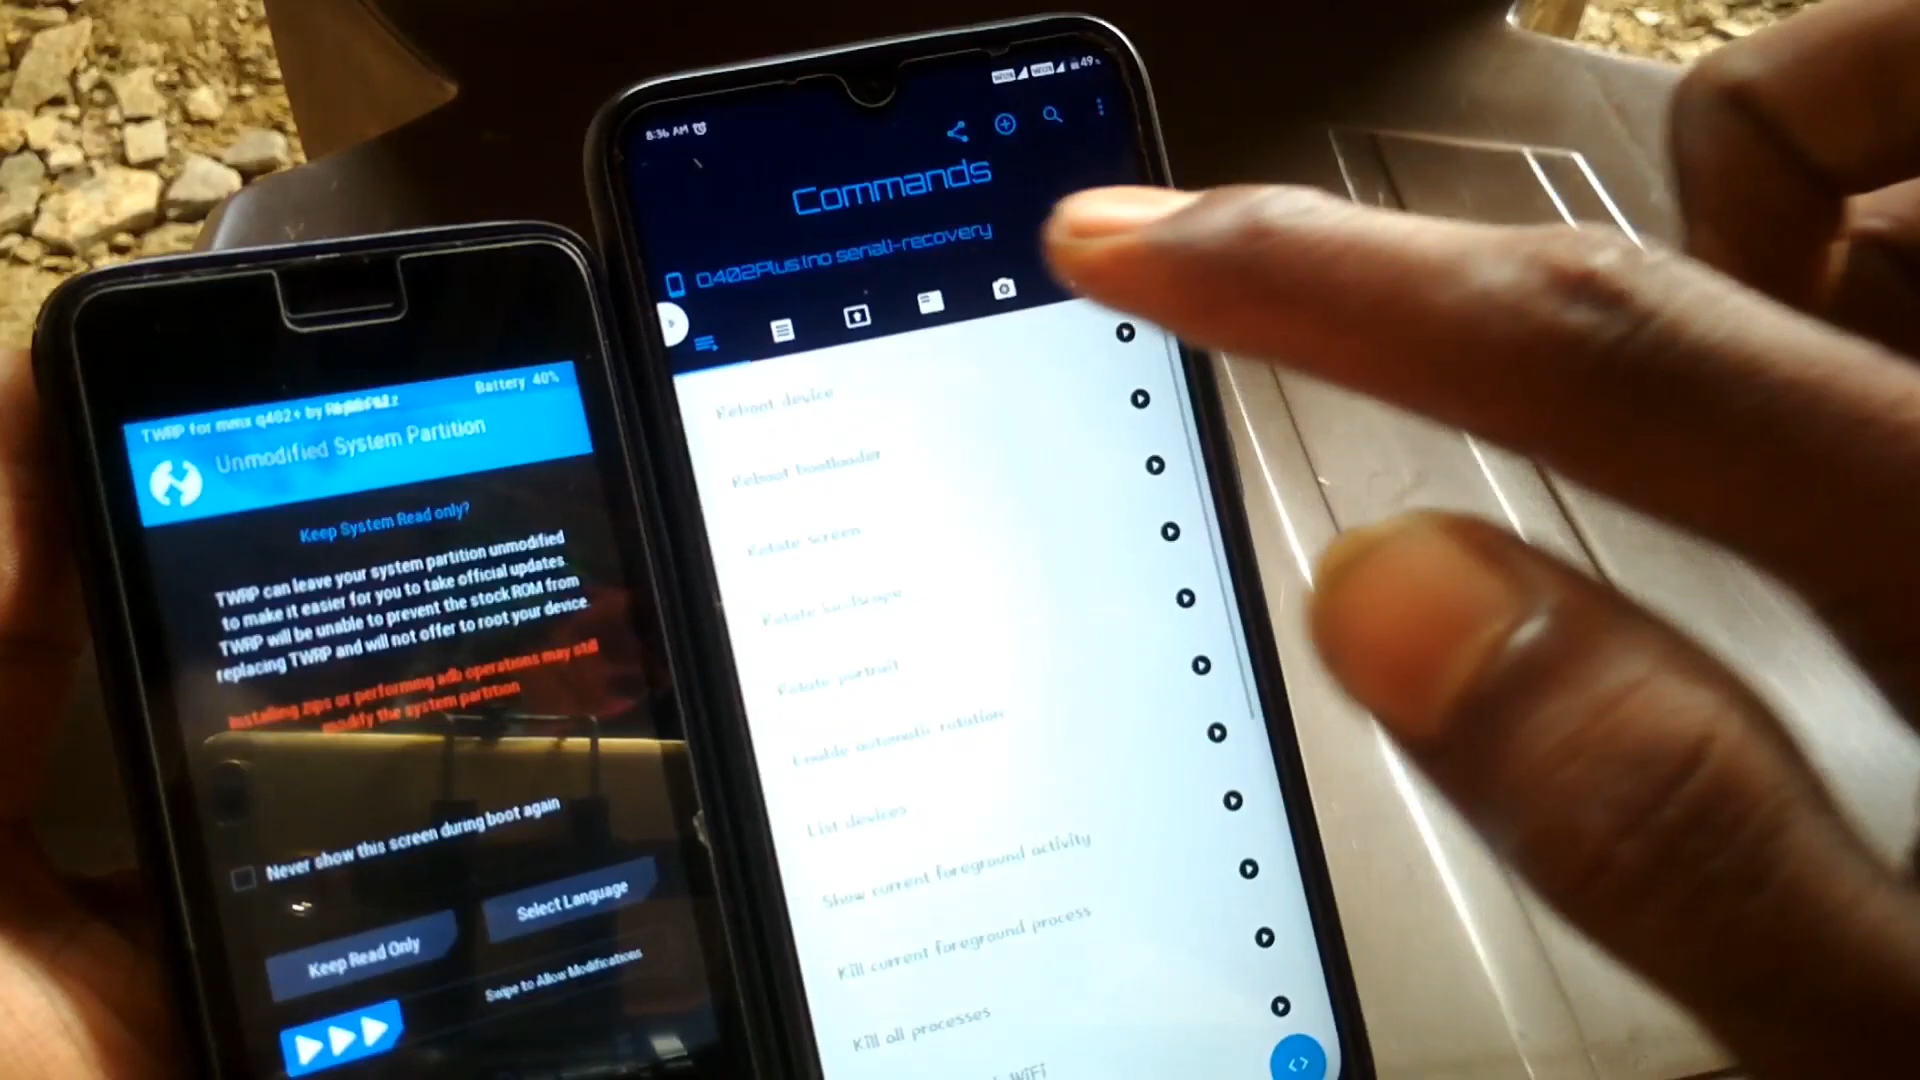 Battery 40%
TWRP for mmx q402+ by
Unmodified System Partition
Keep System Read only?
TWRP can leave your system partition unmodified
to make it easier for you to take official updates.
TWRP will be unable to prevent the stock ROM from
replacing TWRP and will not offer to root your device.
Installing zips or performing adb operations may still
modify the system partition
Never show this screen during boot again
Keep Read Only
Select Language
Swipe to Allow Modifications
8:36 AM
49%
Commands
Q402Plus:(no serial)-recovery
Reboot device
Reboot bootloader
Rotate screen
Rotate landscape
Rotate portrait
Enable automatic rotation
List devices
Show current foreground activity
Kill current foreground process
Kill all processes
WiFi